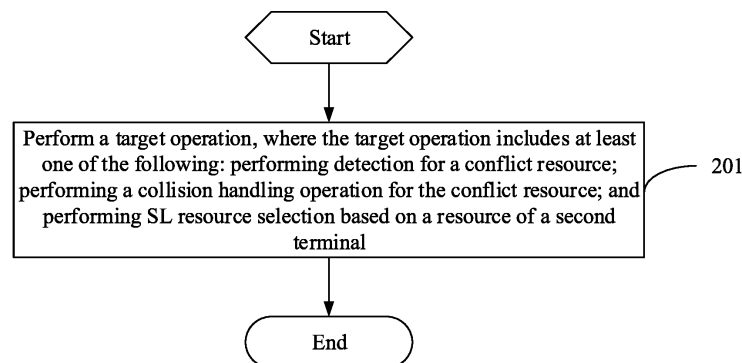 Start
Perform a target operation, where the target operation includes at least
one of the following: performing detection for a conflict resource;
performing a collision handling operation for the conflict resource; and
performing SL resource selection based on a resource of a second
terminal
201
End